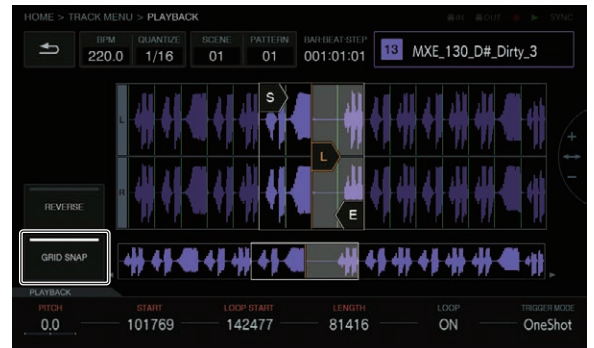 HOME > TRACK MENU > PLAYBACK
IN OUT SYNC
BPM QUANTIZE SCENE PATTERN BAR:BEAT:STEP
220.0 1/16 01 01 001:01:01 13 MXE_130_D#_Dirty_3
S
L
L
+
-
R
E
REVERSE
GRID SNAP
PLAYBACK
PITCH START LOOP START LENGTH LOOP TRIGGER MODE
0.0 101769 142477 81416 ON OneShot